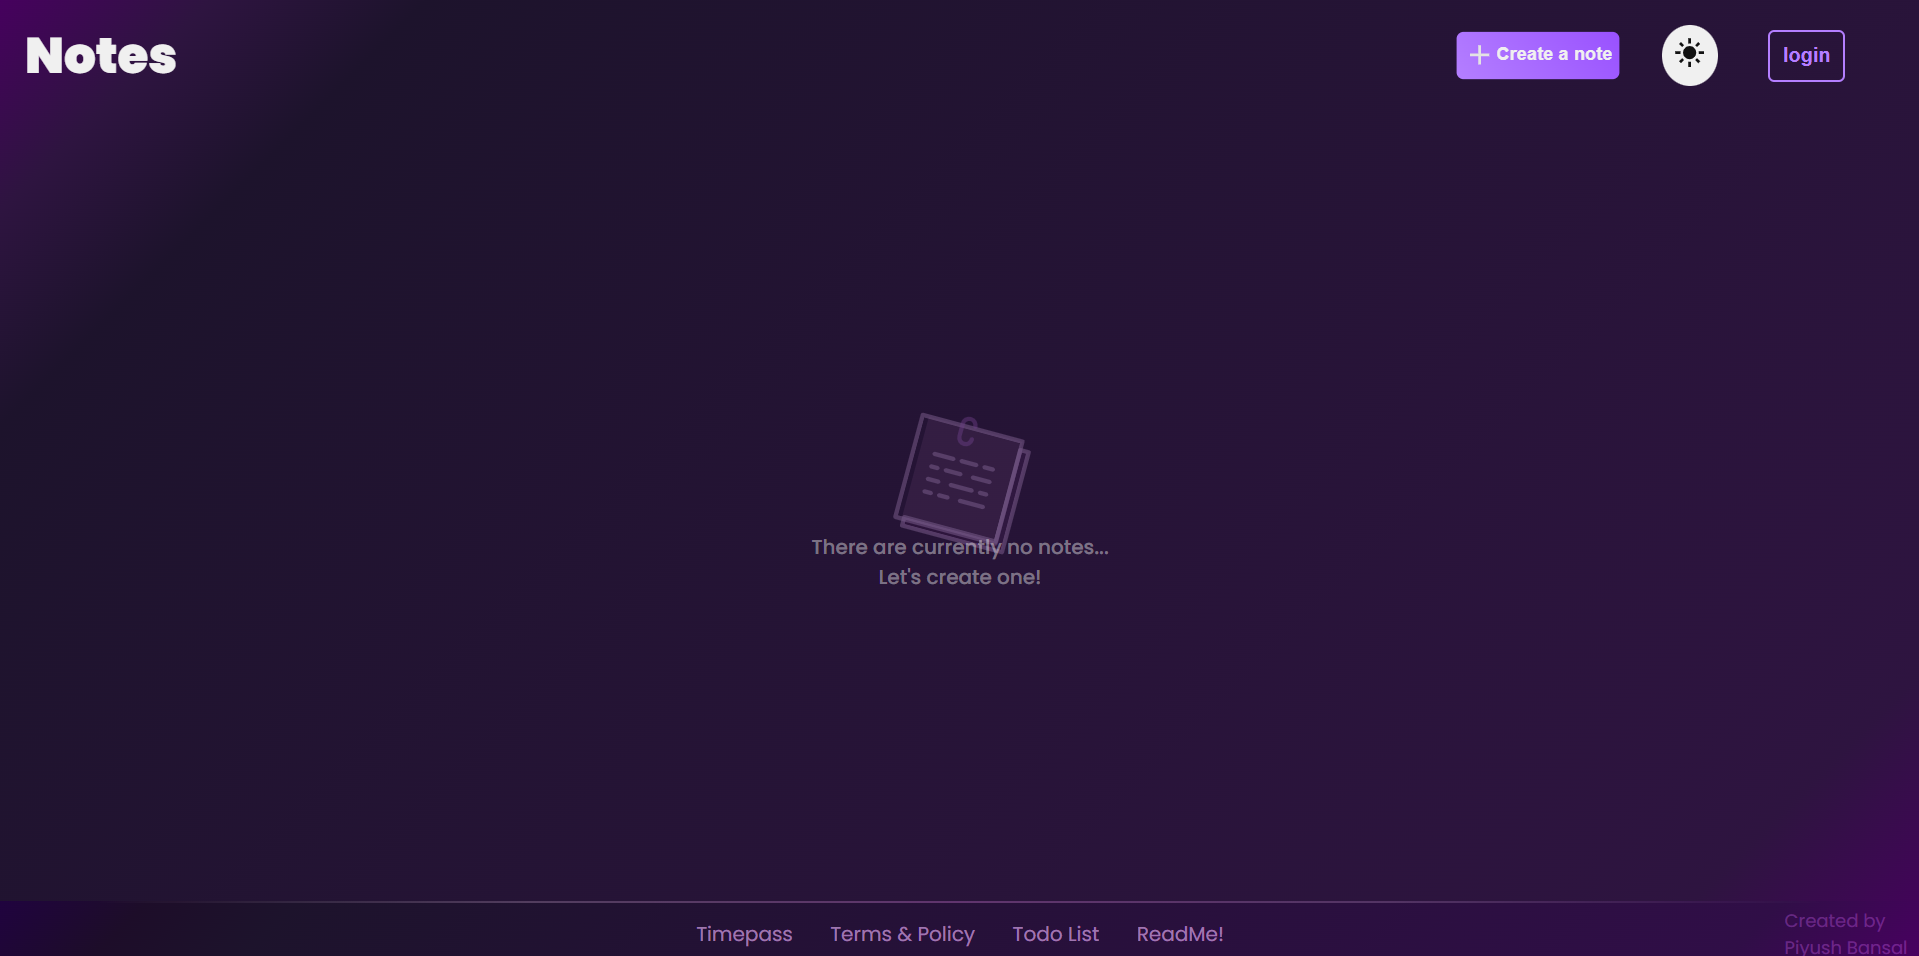 Notes
Create a note
login
There are currently no notes...
Let's create one!
Timepass
Terms & Policy
Todo List
ReadMe!
Created by
Piyush Bansal